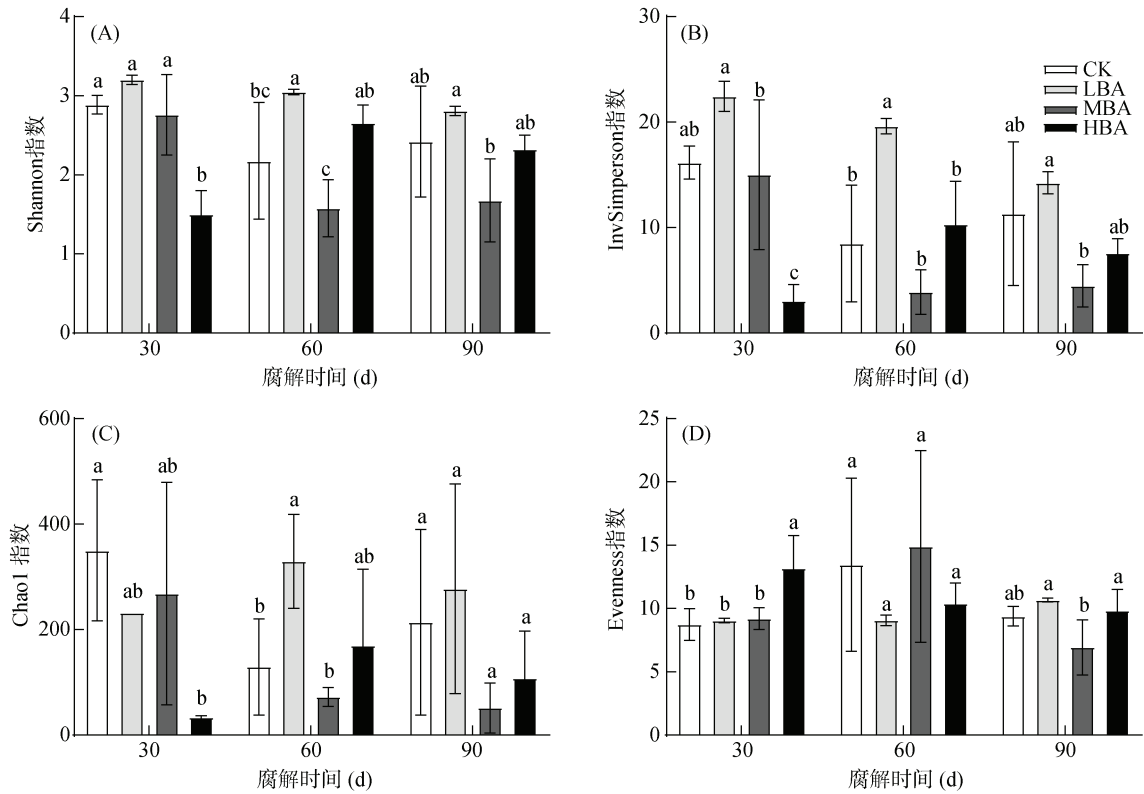 (A)
Shannon指数
4
3
2
1
0
a a a b
bc a c ab
ab a b ab
30 60 90
腐解时间 (d)
(B)
InvSimperson指数
30
20
10
0
CK
LBA
MBA
HBA
ab a b c
b a b b
ab a b ab
30 60 90
腐解时间 (d)
(C)
Chao1 指数
600
400
200
0
a ab ab b
b a b ab
a a a a
30 60 90
腐解时间 (d)
(D)
Evenness指数
25
20
15
10
5
0
b b b a
a a a a
ab a b a
30 60 90
腐解时间 (d)